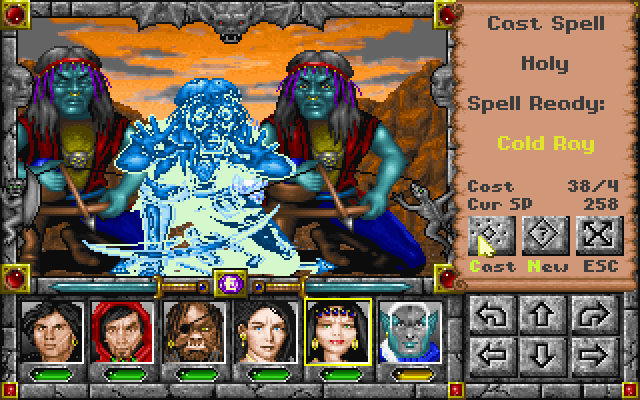 Cast Spell
Holy
Spell Ready:
Cold Ray
Cost 38/4
Cur SP 258
Cast New ESC
E